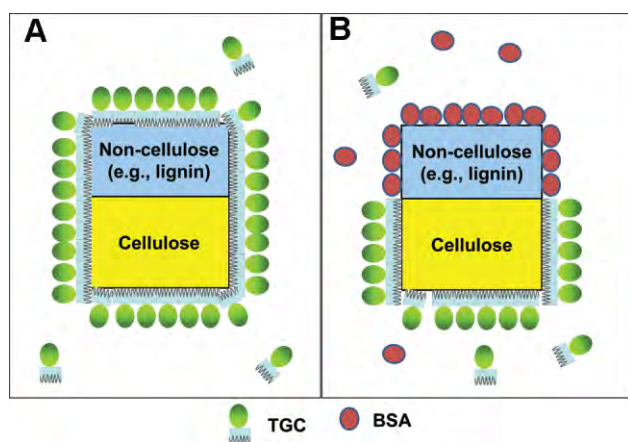 A
B
Non-cellulose
(e.g., lignin)
Cellulose
Non-cellulose
(e.g., lignin)
Cellulose
TGC
BSA